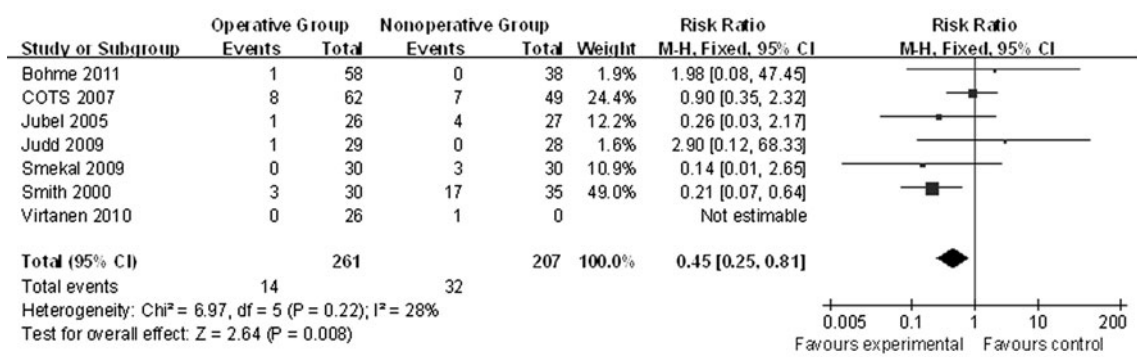 Operative Group Nonoperative Group Risk Ratio Risk Ratio
Study or Subgroup Events Total Events Total Weight M-H, Fixed, 95% CI M-H, Fixed, 95% CI
Bohme 2011 1 58 0 38 1.9% 1.98 [0.08, 47.45]
COTS 2007 8 62 7 49 24.4% 0.90 [0.35, 2.32]
Jubel 2005 1 26 4 27 12.2% 0.26 [0.03, 2.17]
Judd 2009 1 29 0 28 1.6% 2.90 [0.12, 68.33]
Smekal 2009 0 30 3 30 10.9% 0.14 [0.01, 2.65]
Smith 2000 3 30 17 35 49.0% 0.21 [0.07, 0.64]
Virtanen 2010 0 26 1 0 Not estimable
Total (95% CI) 261 207 100.0% 0.45 [0.25, 0.81]
Total events 14 32
Heterogeneity: Chi² = 6.97, df = 5 (P = 0.22); I² = 28%
Test for overall effect: Z = 2.64 (P = 0.008)
0.005 0.1 1 10 200
Favours experimental Favours control